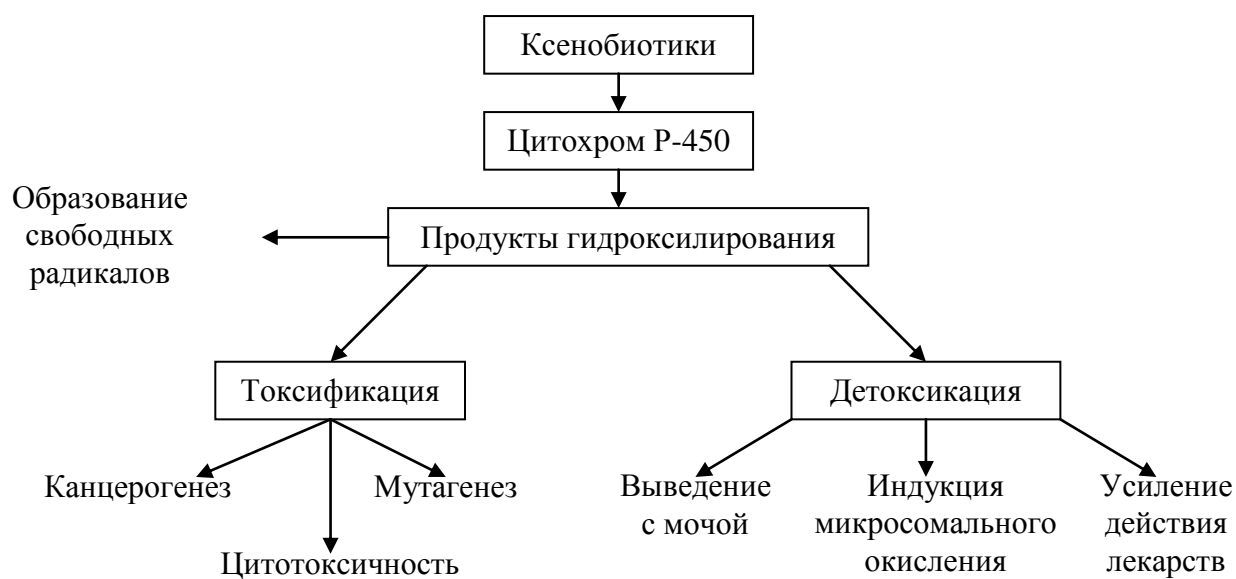 Ксенобиотики
Цитохром Р-450
Образование
свободных
радикалов
Продукты гидроксилирования
Токсификация
Детоксикация
Канцерогенез
Мутагенез
Цитотоксичность
Выведение
с мочой
Индукция
микросомального
окисления
Усиление
действия
лекарств